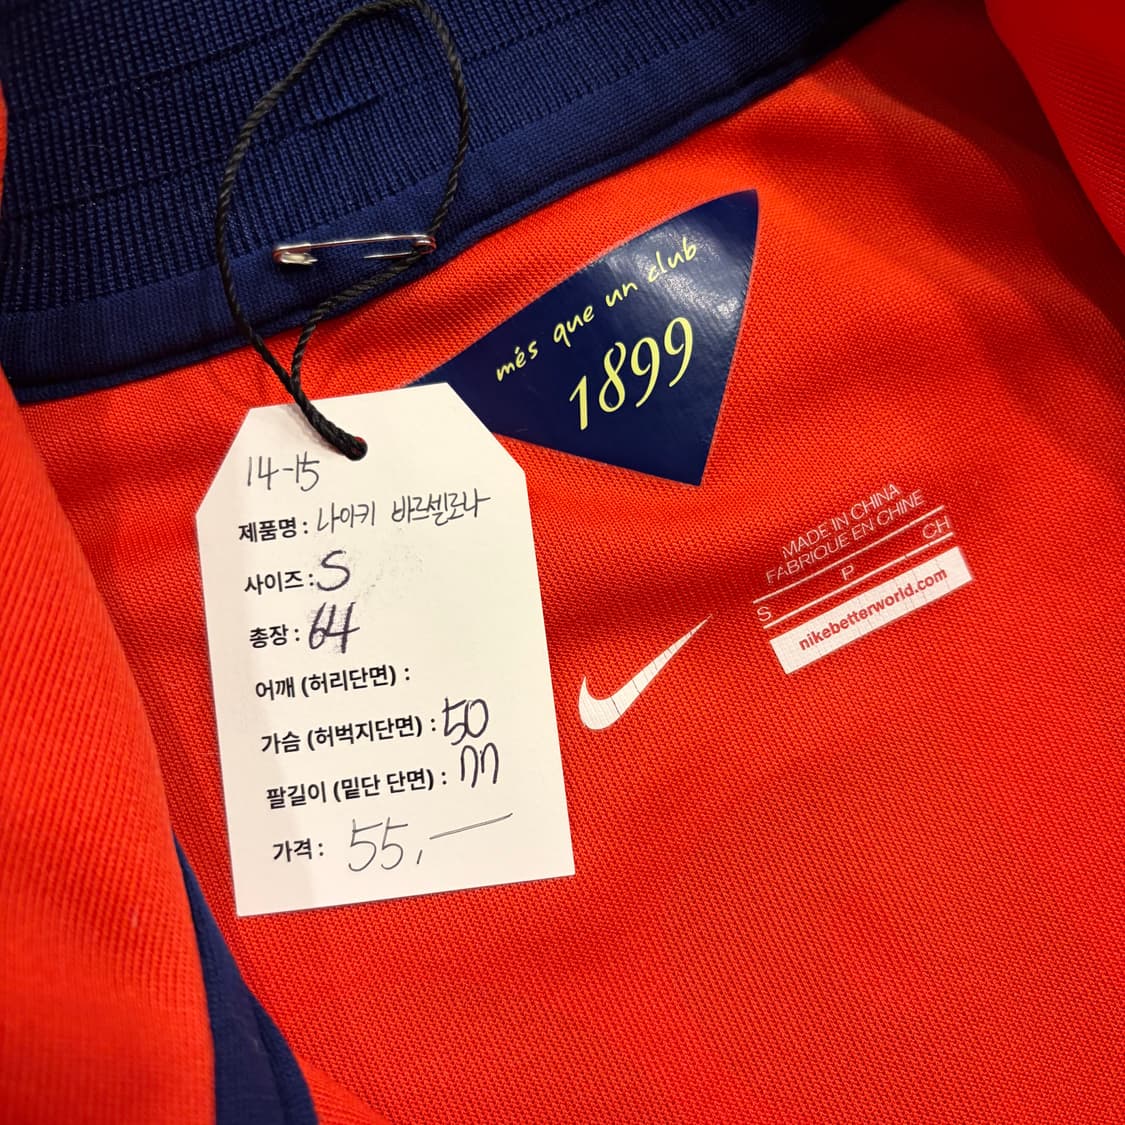 més que un club
1899
14-15
제품명 : 나이키 바르셀로나
사이즈 : S
총장 : 64
어깨 (허리단면) :
가슴 (허벅지단면) : 50
팔길이 (밑단 단면) : 77
가격 : 55,—
MADE IN CHINA
FABRIQUE EN CHINE
S P CH
nikebetterworld.com